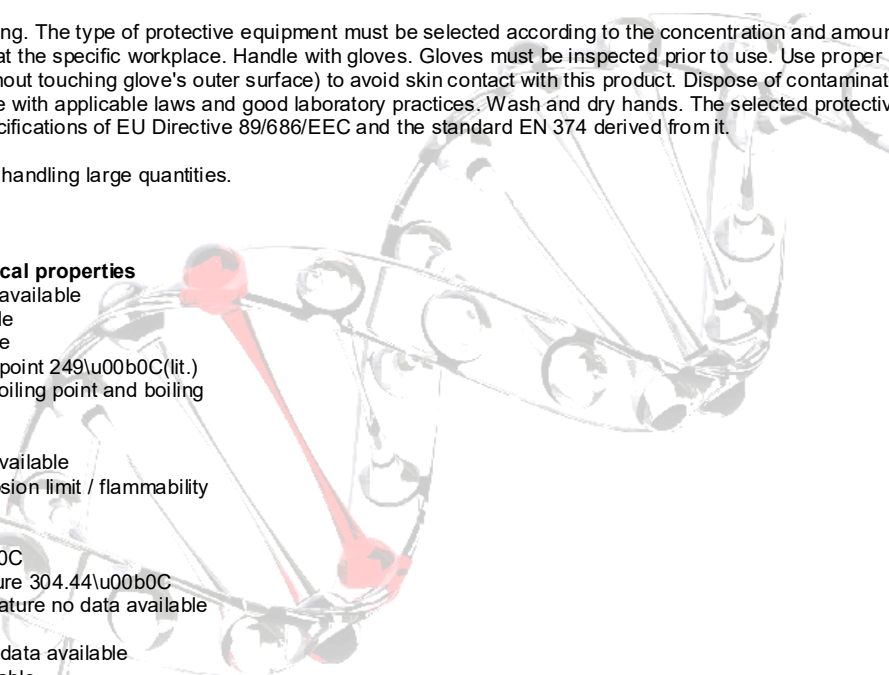 ng. The type of protective equipment must be selected according to the concentration and amour
at the specific workplace. Handle with gloves. Gloves must be inspected prior to use. Use proper
out touching glove's outer surface) to avoid skin contact with this product. Dispose of contaminat
e with applicable laws and good laboratory practices. Wash and dry hands. The selected protectiv
cifications of EU Directive 89/686/EEC and the standard EN 374 derived from it.
handling large quantities.
cal properties
available
le
e
point 249\u00b0C(lit.)
oiling point and boiling
vailable
sion limit / flammability
0C
ure 304.44\u00b0C
ature no data available
data available